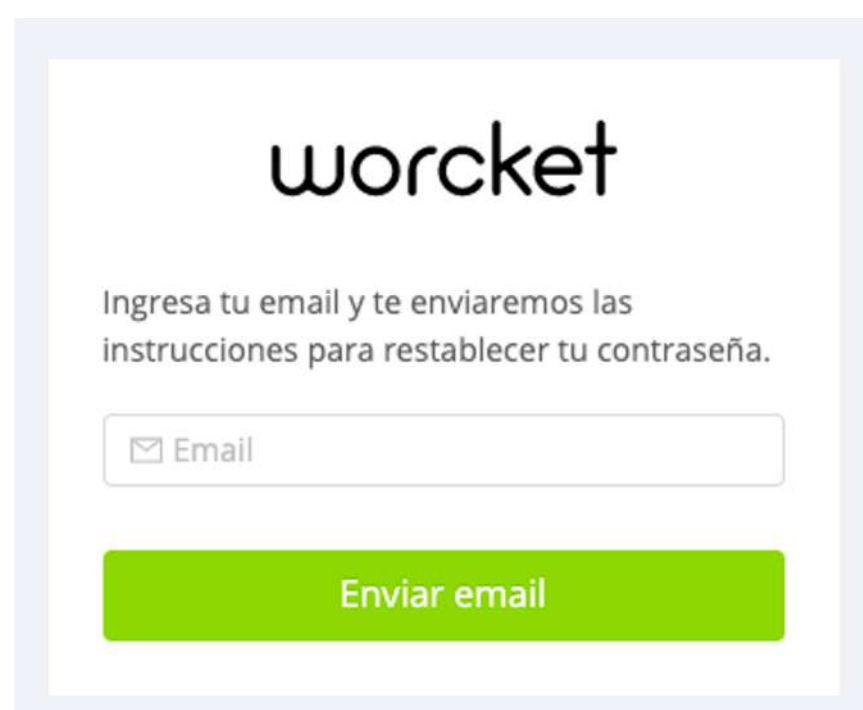 worcket
Ingresa tu email y te enviaremos las
instrucciones para restablecer tu contraseña.
Email
Enviar email